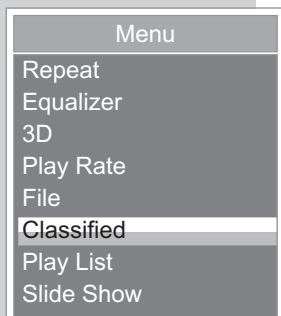 Menu
Repeat
Equalizer
3D
Play Rate
File
Classified
Play List
Slide Show